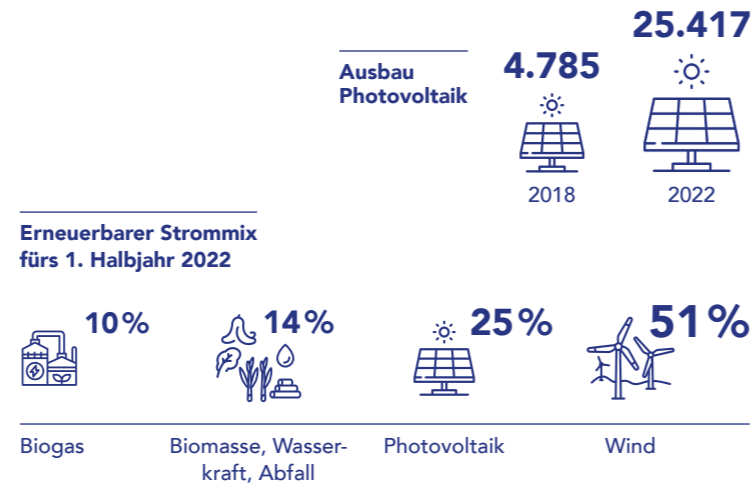 Ausbau
Photovoltaik
4.785
2018
25.417
2022
Erneuerbarer Strommix
fürs 1. Halbjahr 2022
10%
14%
25%
51%
Biogas
Biomasse, Wasser-
kraft, Abfall
Photovoltaik
Wind